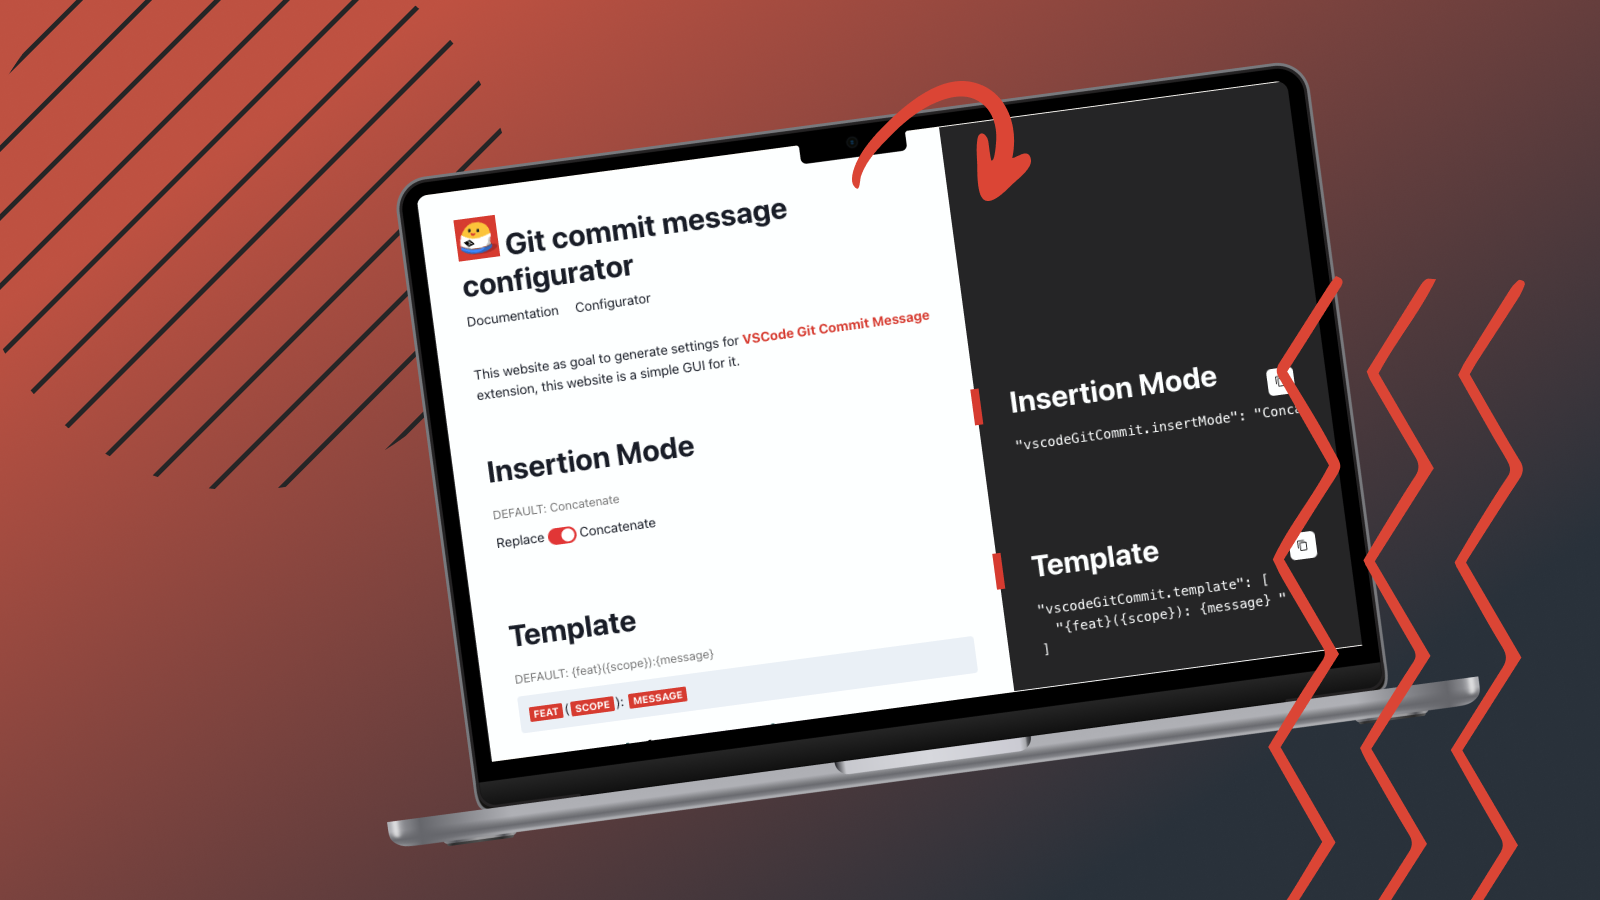 Git commit message
configurator
Documentation Configurator
This website as goal to generate settings for VSCode Git Commit Message
extension, this website is a simple GUI for it.
Insertion Mode
DEFAULT: Concatenate
Replace Concatenate
Template
DEFAULT: {feat}({scope}):{message}
FEAT ( SCOPE ): MESSAGE
Insertion Mode
"vscodeGitCommit.insertMode": "Conca
Template
"vscodeGitCommit.template": [
"{feat}({scope}): {message} "
]